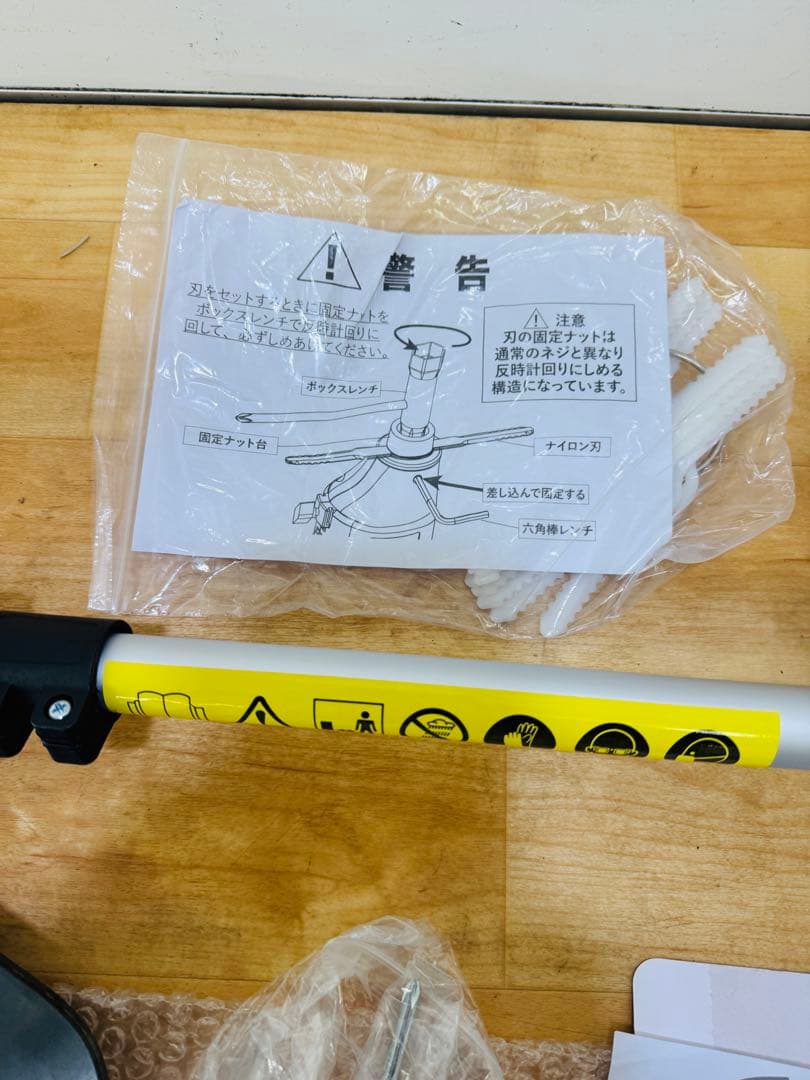 警告
刃をセットするときに固定ナットを
ボックスレンチで反時計回りに
回して、必ずしめあげてください。
注意
刃の固定ナットは
通常のネジと異なり
反時計回りにしめる
構造になっています。
ボックスレンチ
固定ナット台
ナイロン刃
差し込んで固定する
六角棒レンチ